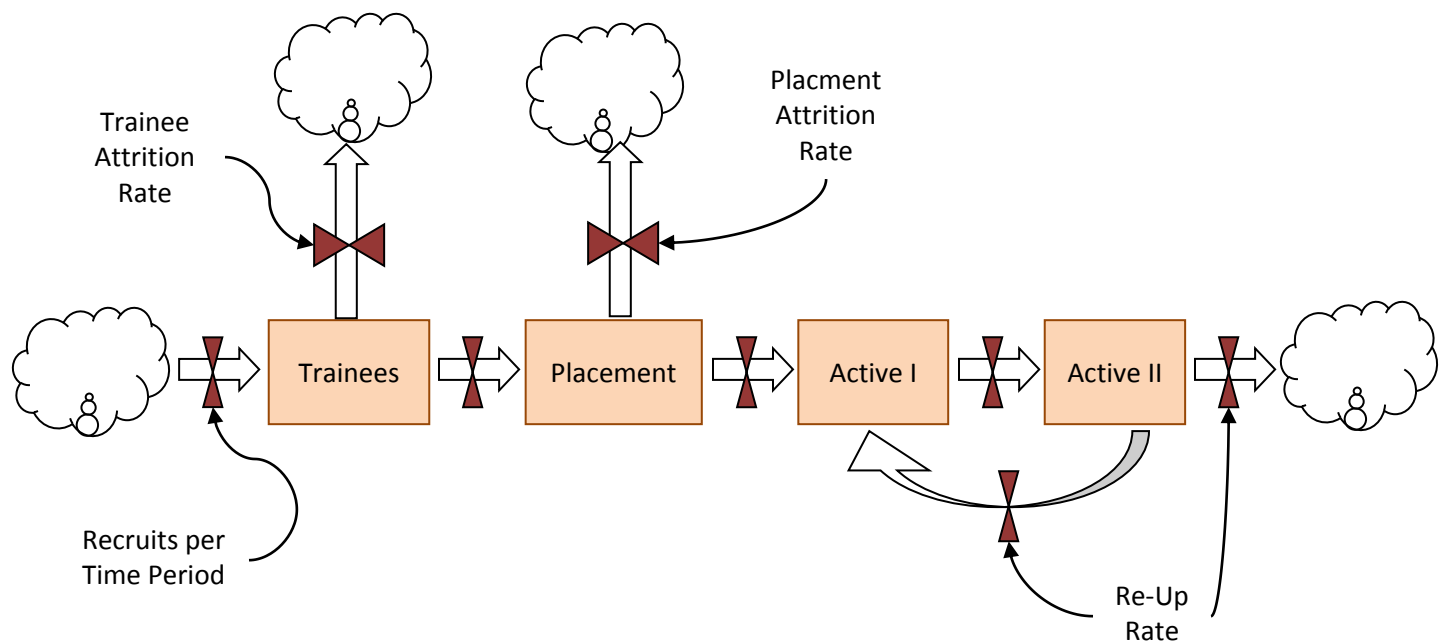 Trainee
Attrition
Rate
Placment
Attrition
Rate
Trainees
Placement
Active I
Active II
Recruits per
Time Period
Re-Up
Rate